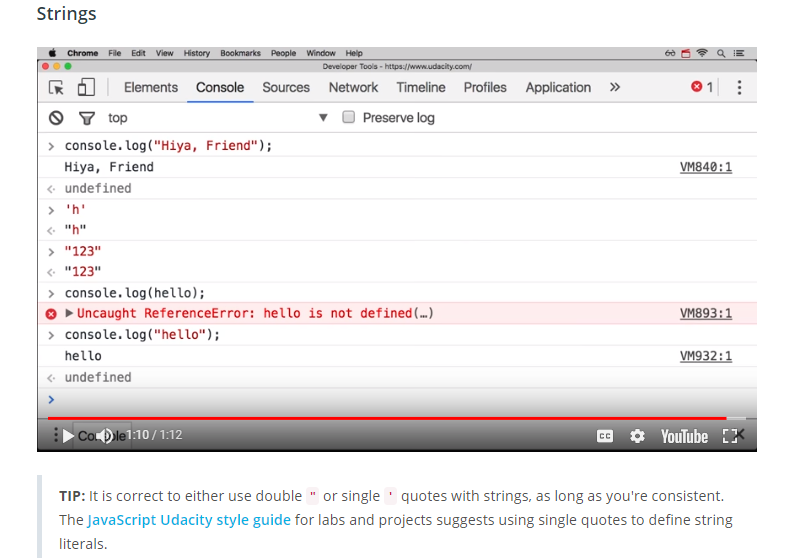 Strings
Chrome File Edit View History Bookmarks People Window Help
Developer Tools - https://www.udacity.com/
Elements Console Sources Network Timeline Profiles Application » 1
top ▼ Preserve log
> console.log("Hiya, Friend");
Hiya, Friend VM840:1
undefined
> 'h'
"h"
> "123"
"123"
> console.log(hello);
Uncaught ReferenceError: hello is not defined(…) VM893:1
> console.log("hello");
hello VM932:1
undefined
>
Console 1:10 / 1:12 CC YouTube
TIP: It is correct to either use double " or single ' quotes with strings, as long as you're consistent.
The JavaScript Udacity style guide for labs and projects suggests using single quotes to define string
literals.